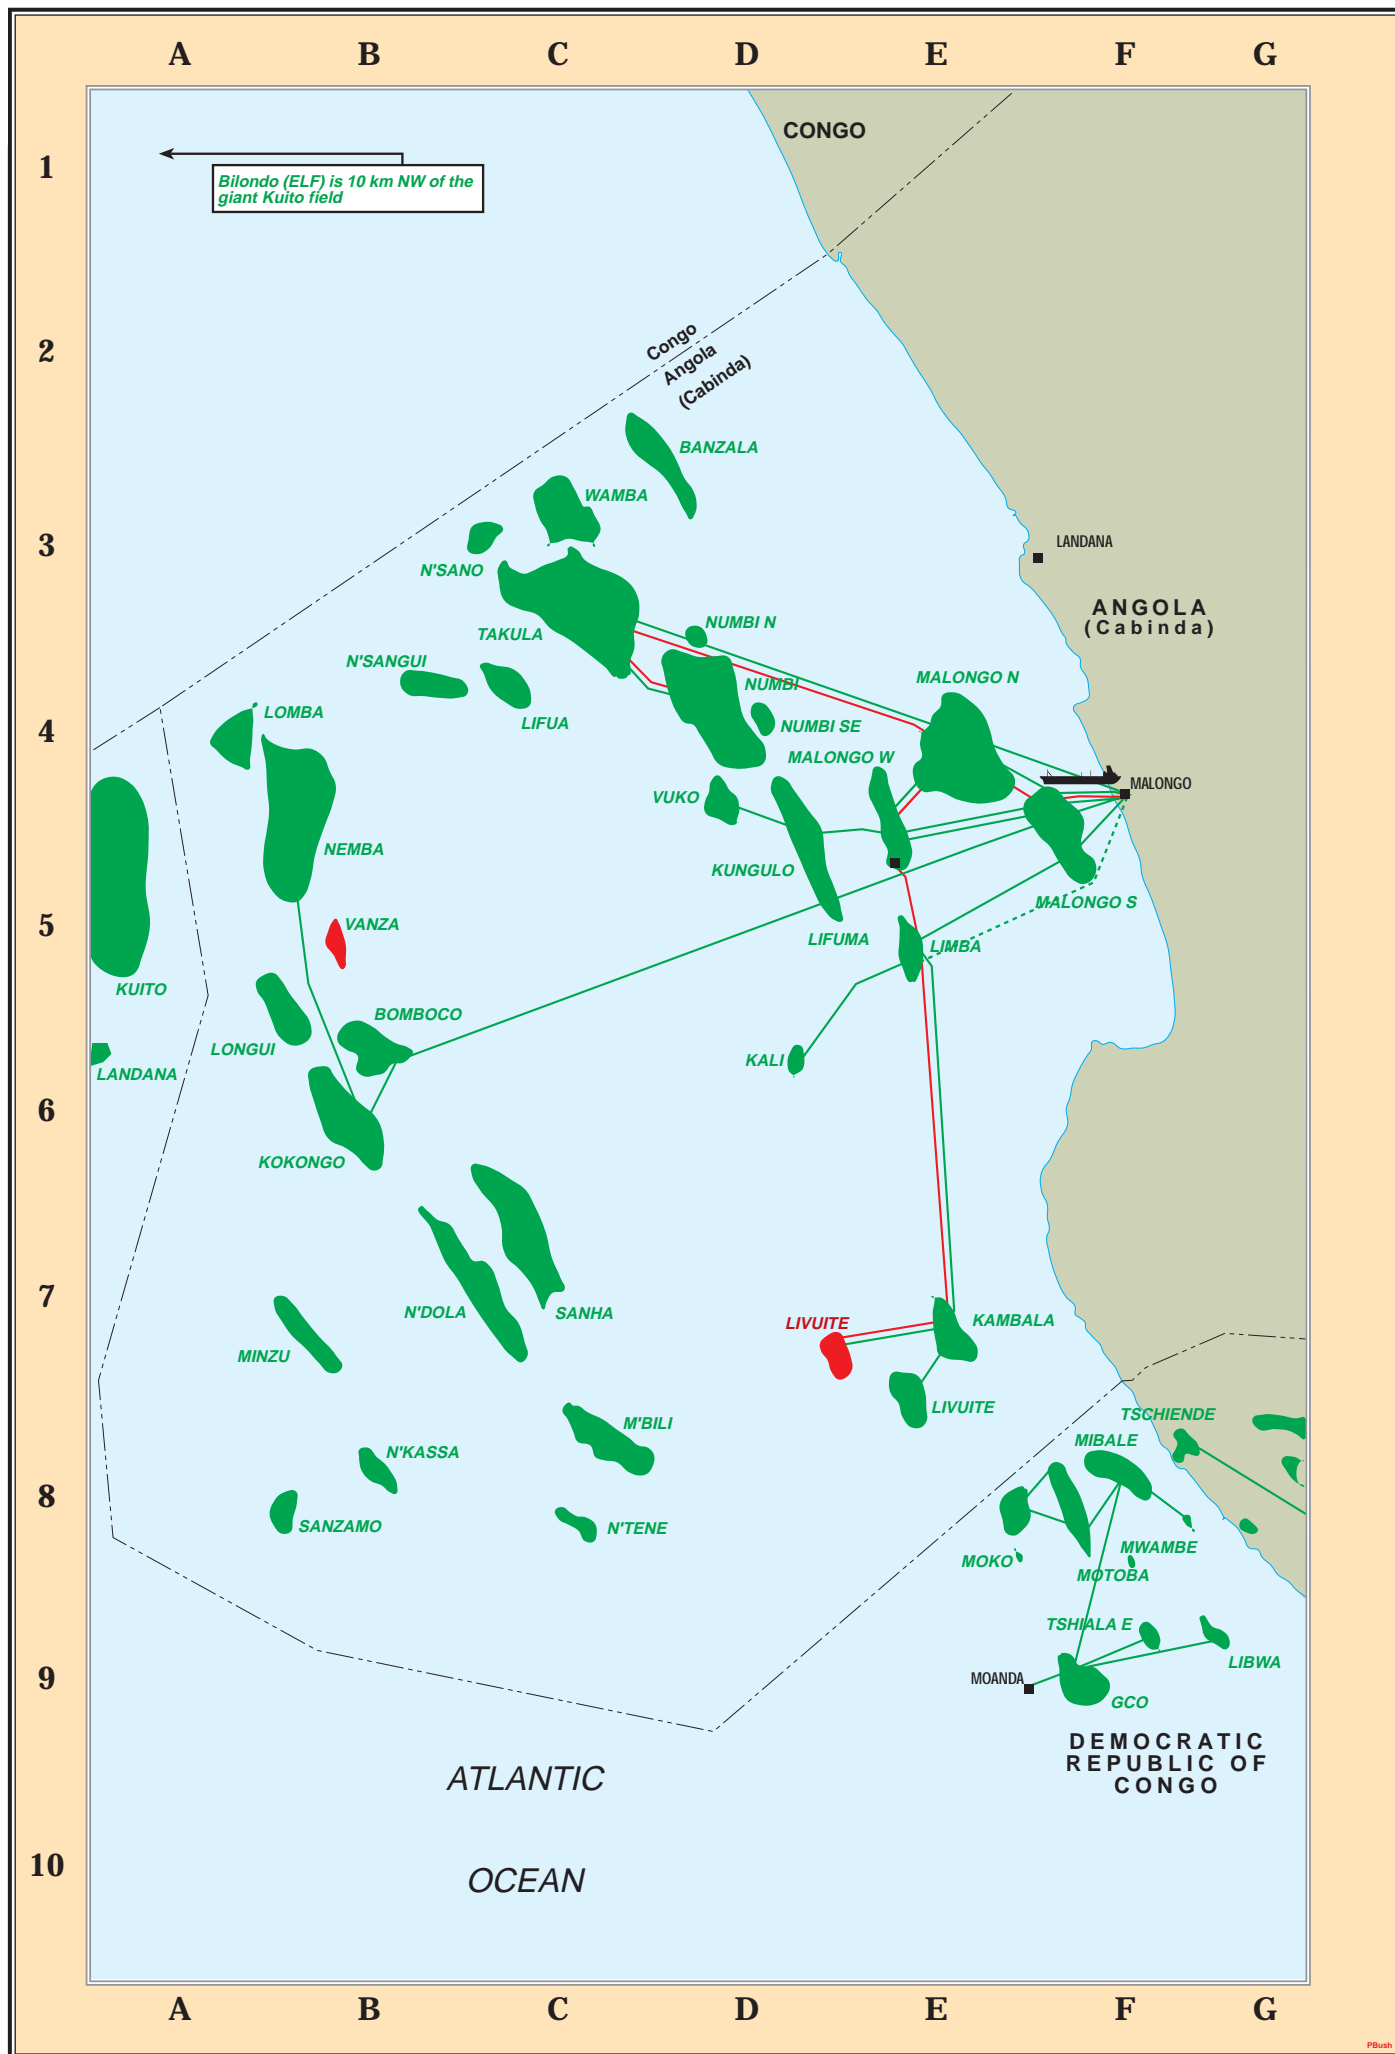 A B C D E F G
CONGO
1
Bilondo (ELF) is 10 km NW of the
giant Kuito field
2
Congo
Angola
(Cabinda)
BANZALA
WAMBA
3
LANDANA
N'SANO
ANGOLA
(Cabinda)
NUMBI N
TAKULA
N'SANGUI
MALONGO N
NUMBI
LOMBA
LIFUA
NUMBI SE
4
MALONGO W
MALONGO
VUKO
NEMBA
KUNGULO
MALONGO S
5
VANZA
LIFUMA
LIMBA
KUITO
BOMBOCO
LONGUI
KALI
LANDANA
6
KOKONGO
7
N'DOLA
SANHA
LIVUITE
KAMBALA
MINZU
LIVUITE
TSCHIENDE
M'BILI
MIBALE
N'KASSA
8
SANZAMO
N'TENE
MWAMBE
MOKO
MOTOBA
TSHIALA E
LIBWA
9
MOANDA
GCO
DEMOCRATIC
REPUBLIC OF
CONGO
ATLANTIC
10
OCEAN
A B C D E F G
PBush